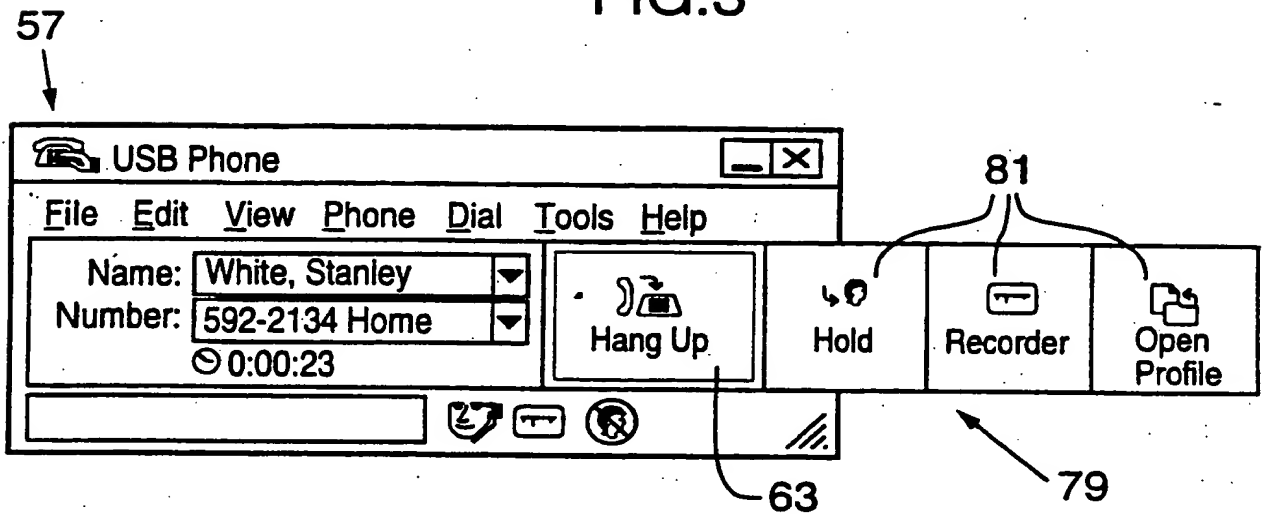 FIG.3
57
USB Phone
File Edit View Phone Dial Tools Help
81
Name: White, Stanley
Number: 592-2134 Home
0:00:23
Hang Up
Hold
Recorder
Open
Profile
63
79